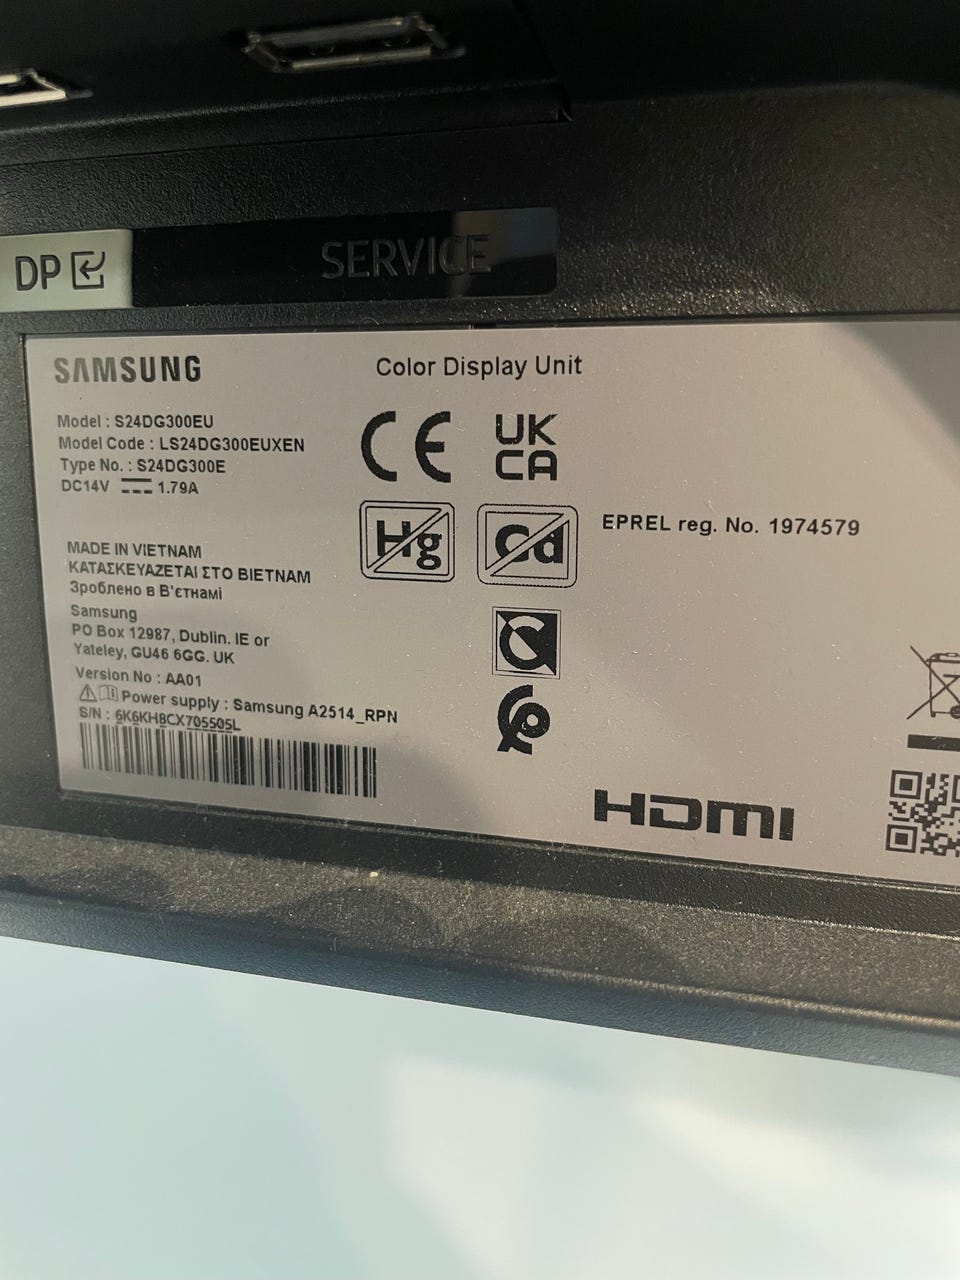 DP
SERVICE
SAMSUNG
Color Display Unit
Model : S24DG300EU
Model Code : LS24DG300EUXEN
Type No. : S24DG300E
DC14V 1.79A
CE
UK
CA
Hg
Cd
EPREL reg. No. 1974579
MADE IN VIETNAM
ΚΑΤΑΣΚΕΥΑΖΕΤΑΙ ΣΤΟ ΒΙΕΤΝΑΜ
Зроблено в В'єтнамі
Samsung
PO Box 12987, Dublin. IE or
Yateley, GU46 6GG. UK
Version No : AA01
Power supply : Samsung A2514_RPN
S/N : 6K6KH8CX705505L
HDMI